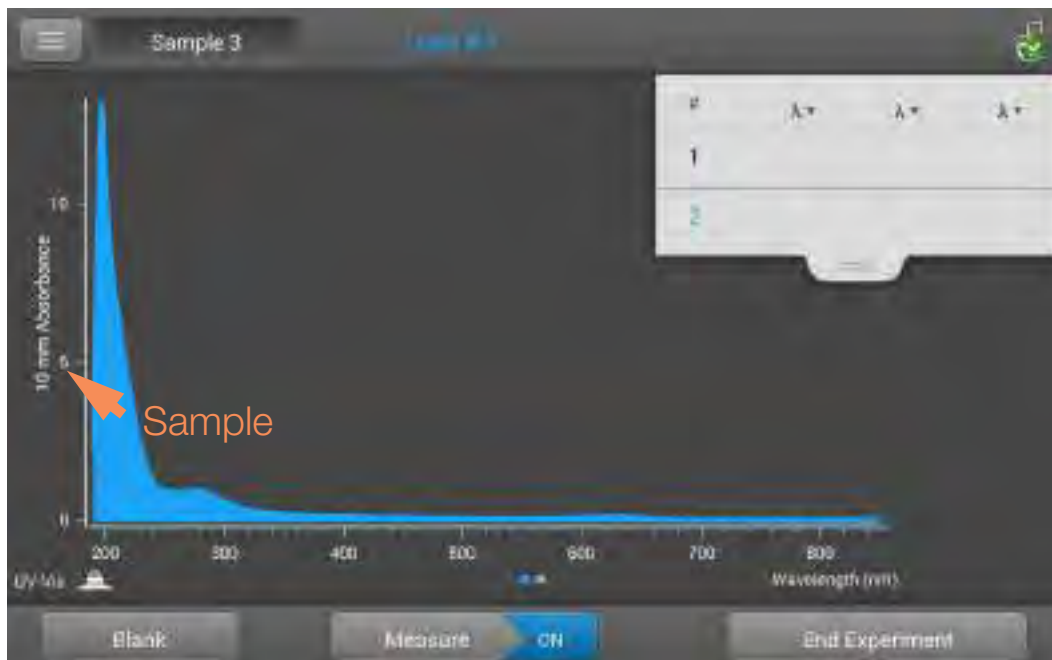 Sample 3
# λ λ λ
1
2
10
5
0
10 mm Absorbance
Sample
200 300 400 500 600 700 800
UV-Vis
Wavelength (nm)
Blank
Measure
ON
End Experiment